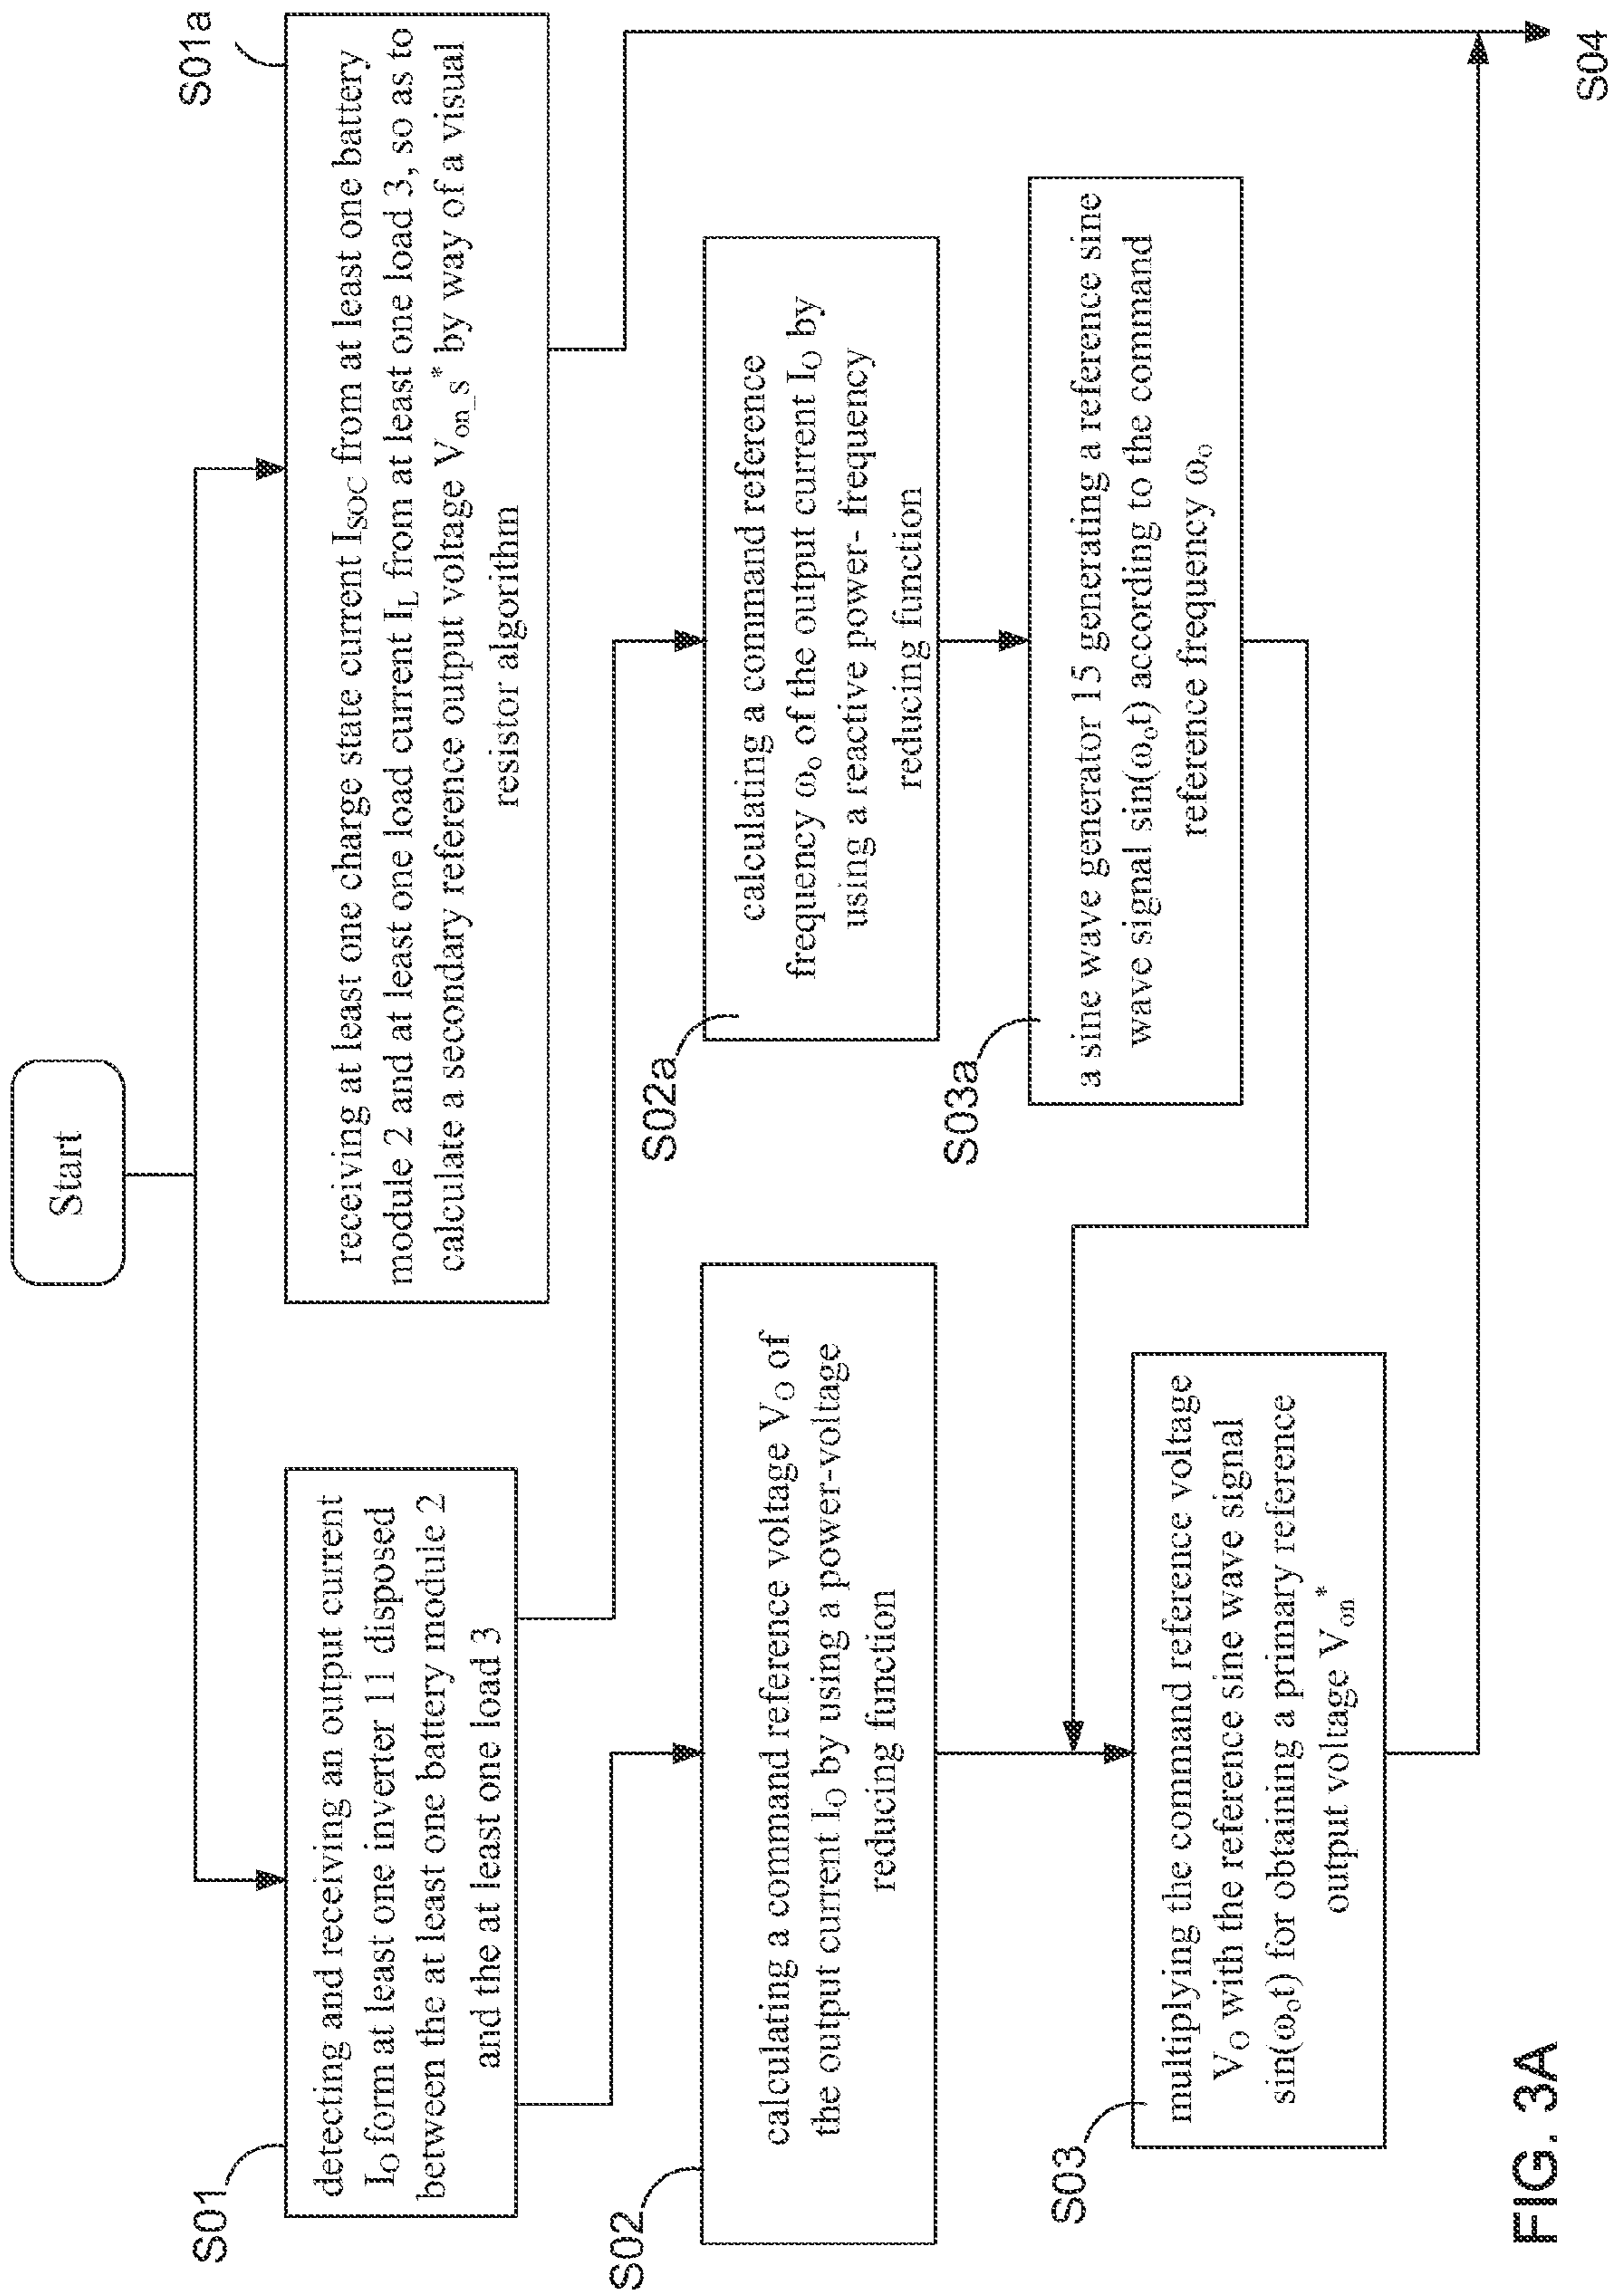 Start
S01
detecting and receiving an output current
I_O form at least one inverter 11 disposed
between the at least one battery module 2
and the at least one load 3
S01a
receiving at least one charge state current I_SOC from at least one battery
module 2 and at least one load current I_L from at least one load 3, so as to
calculate a secondary reference output voltage V_on_s* by way of a visual
resistor algorithm
S02
calculating a command reference voltage V_O of
the output current I_O by using a power-voltage
reducing function
S02a
calculating a command reference
frequency ω_o of the output current I_O by
using a reactive power- frequency
reducing function
S03a
a sine wave generator 15 generating a reference sine
wave signal sin(ω_ot) according to the command
reference frequency ω_o
S03
multiplying the command reference voltage
V_O with the reference sine wave signal
sin(ω_ot) for obtaining a primary reference
output voltage V_on*
S04
FIG. 3A